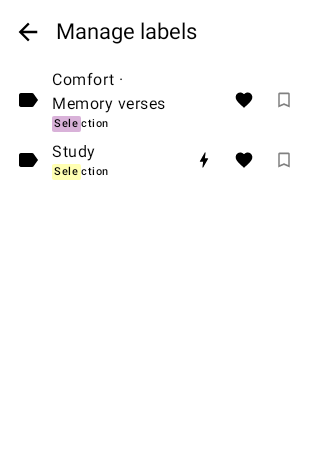 Manage labels
Comfort ·
Memory verses
Selection
Study
Selection